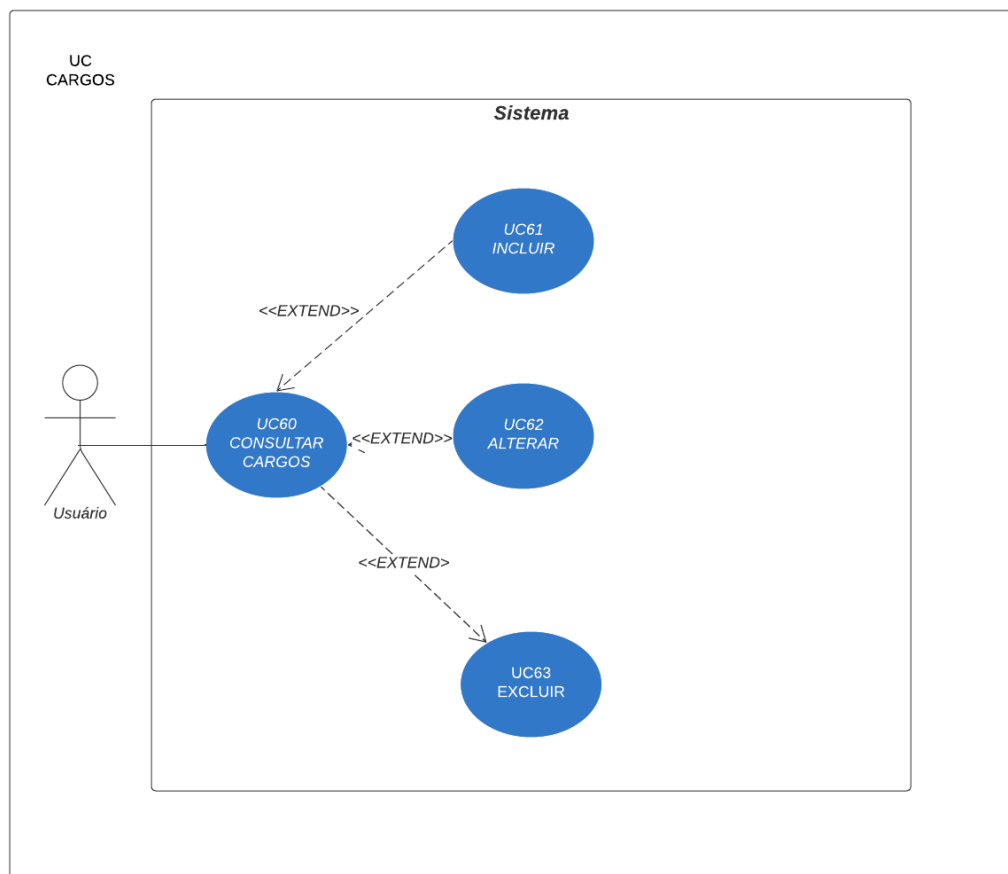 UC
CARGOS
Sistema
UC61
INCLUIR
<<EXTEND>>
UC60
CONSULTAR
CARGOS
<<EXTEND>>
UC62
ALTERAR
Usuário
<<EXTEND>
UC63
EXCLUIR